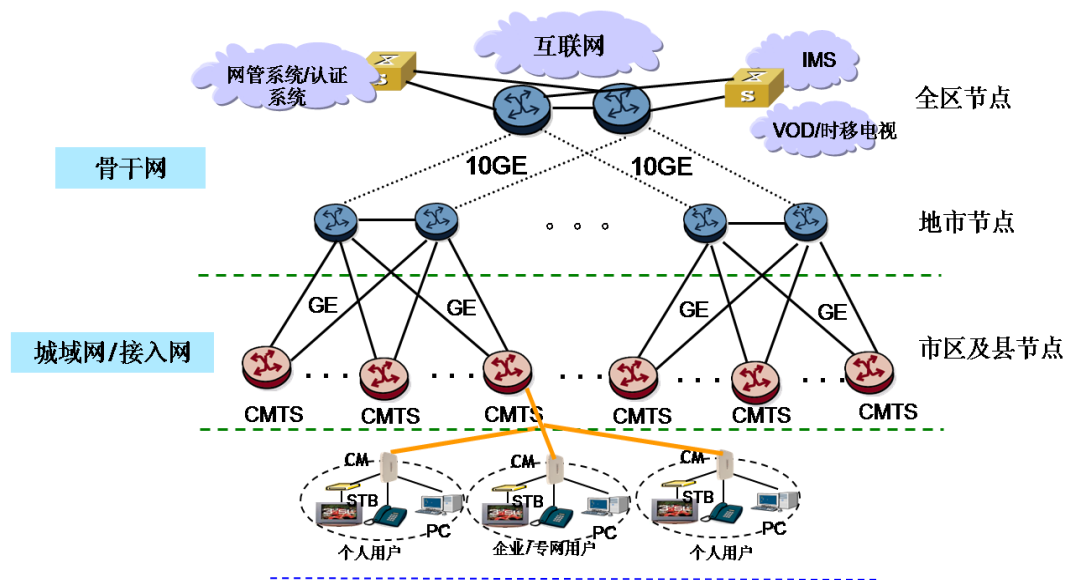 互联网
IMS
网管系统/认证
系统
S
S
全区节点
VOD/时移电视
骨干网
10GE
10GE
地市节点
GE
GE
GE
GE
城域网/接入网
市区及县节点
CMTS
CMTS
CMTS
CMTS
CMTS
CMTS
CM
CM
CM
STB
STB
STB
PC
PC
PC
个人用户
企业/专网用户
个人用户